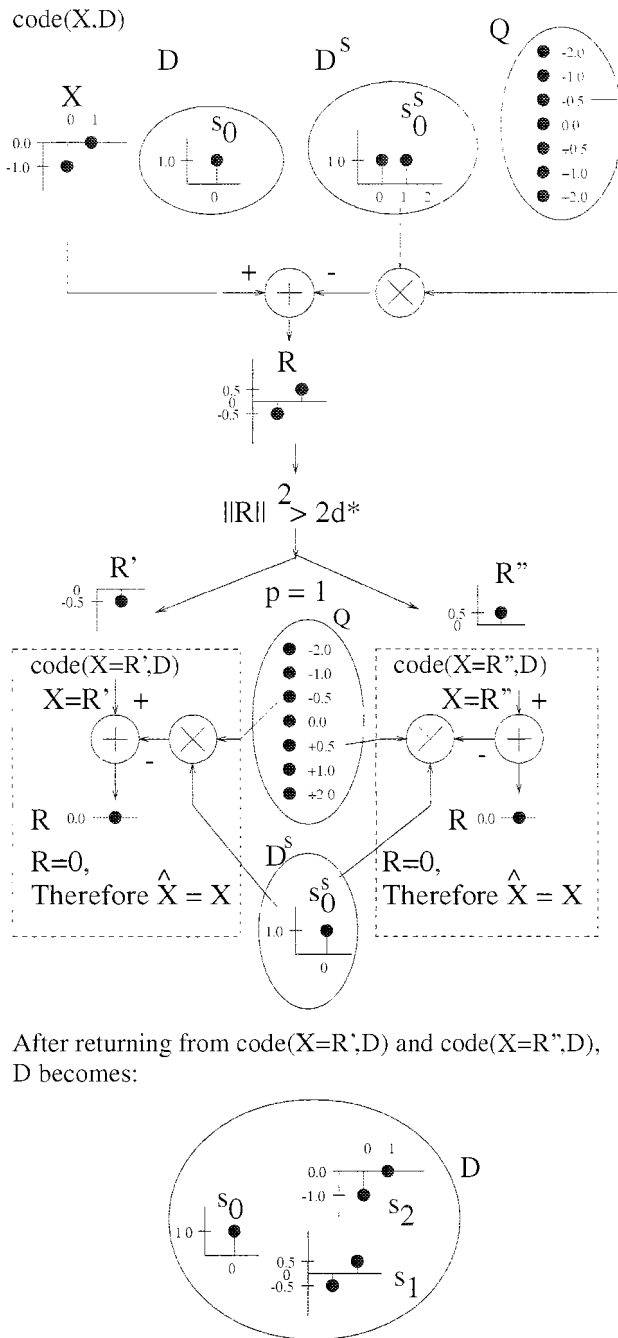 code(X,D)
D
D^S
Q
X
0 1
0.0
-1.0
s_0
1.0
0
s_0^s
1 0
0 1 2
-2.0
-1.0
-0.5
0.0
+0.5
-1.0
-2.0
+ -
+ ×
R
0.5
0
-0.5
||R||^2 > 2d*
R'
0
-0.5
p = 1
R''
0.5
0
Q
-2.0
-1.0
-0.5
0.0
+0.5
+1.0
+2 0
code(X=R',D)
X=R' +
+ ×
-
R 0.0
R=0,
Therefore X̂ = X
code(X=R'',D)
X=R'' +
+
-
R 0.0
R=0,
Therefore X̂ = X
D^S
s_0^s
1.0
0
After returning from code(X=R',D) and code(X=R'',D),
D becomes:
D
0 1
0.0
-1.0
s_2
s_0
1 0
0
0.5
0
-0.5
s_1